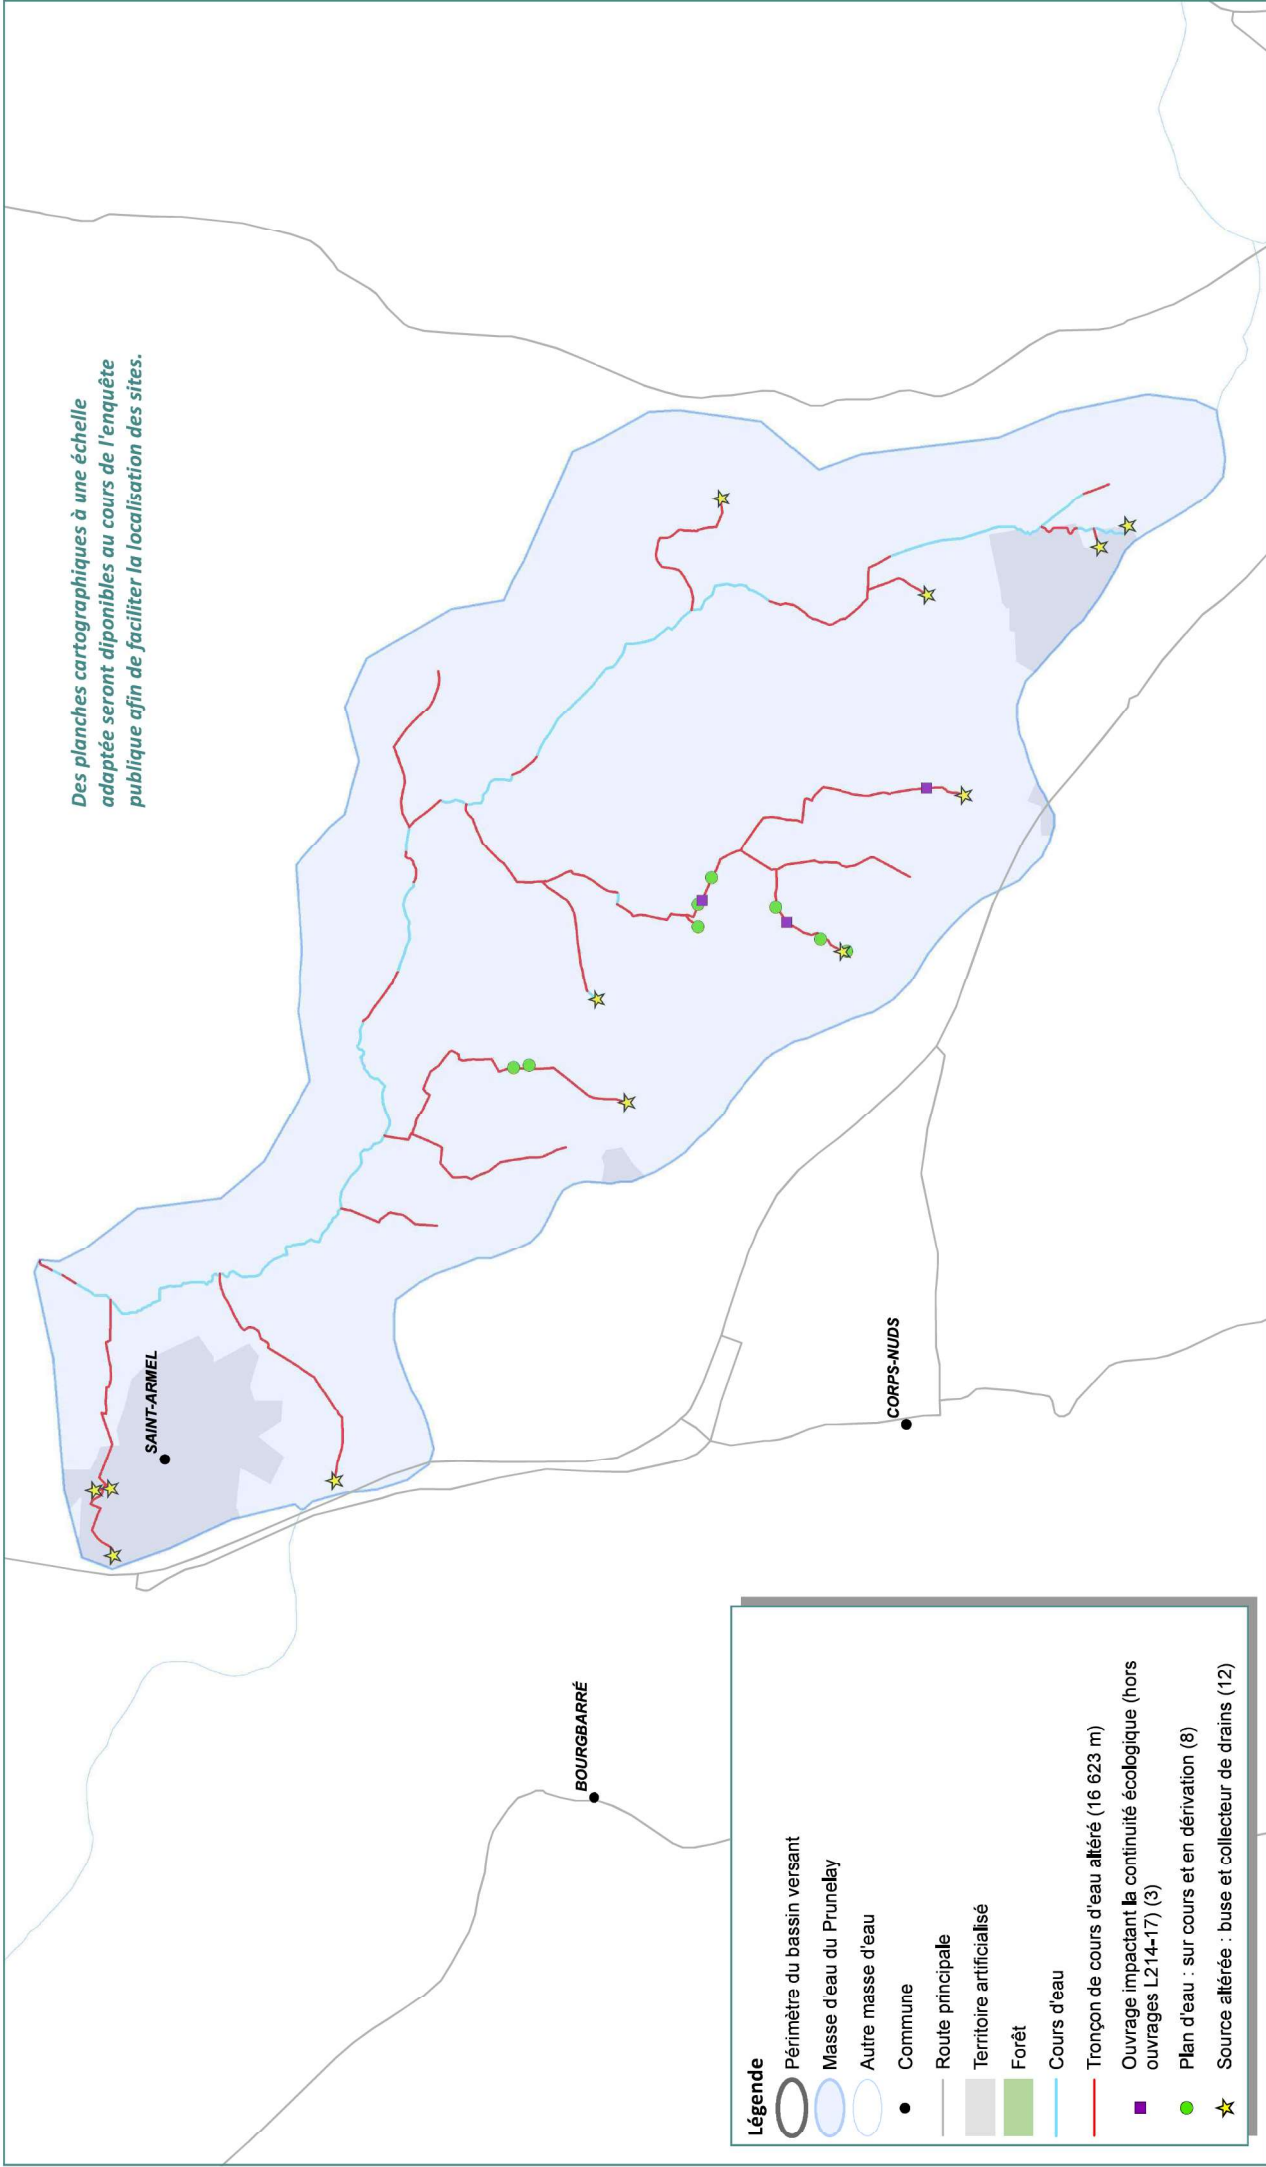 Des planches cartographiques à une échelle
adaptée seront diponibles au cours de l'enquête
publique afin de faciliter la localisation des sites.
SAINT-ARMEL
CORPS-NUDS
BOURGBARRÉ
Légende
Périmètre du bassin versant
Masse d'eau du Prunelay
Autre masse d'eau
Commune
Route principale
Territoire artificialisé
Forêt
Cours d'eau
Tronçon de cours d'eau altéré (16 623 m)
Ouvrage impactant la continuité écologique (hors
ouvrages L214-17) (3)
Plan d'eau : sur cours et en dérivation (8)
Source altérée : buse et collecteur de drains (12)